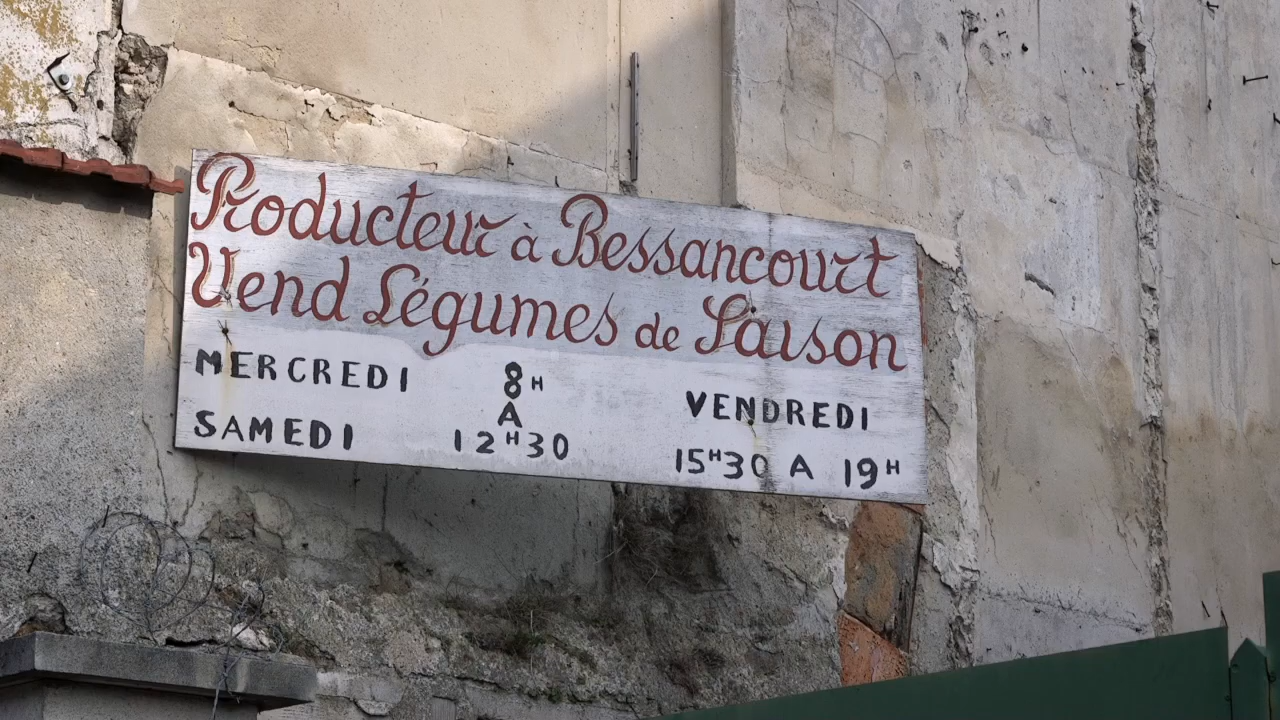 Producteur à Bessancourt
Vend Légumes de Saison
MERCREDI
SAMEDI
8H
A
12H30
VENDREDI
15H30 A 19H